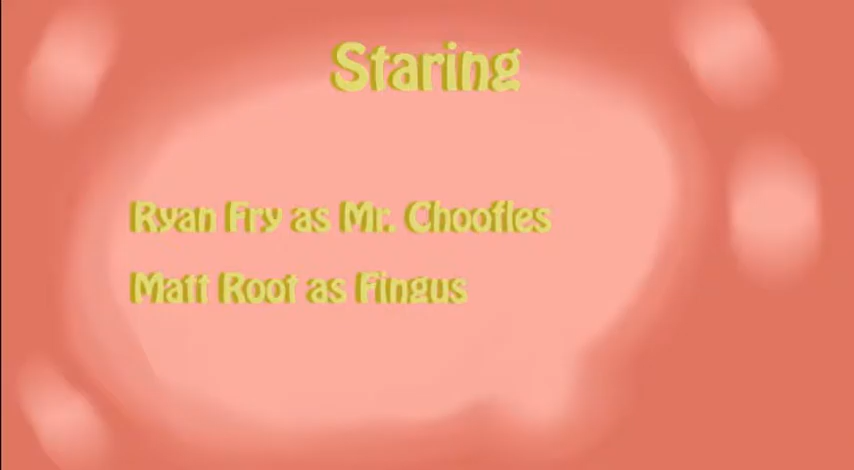 Staring
Ryan Fry as Mr. Choofles
Matt Root as Fingus